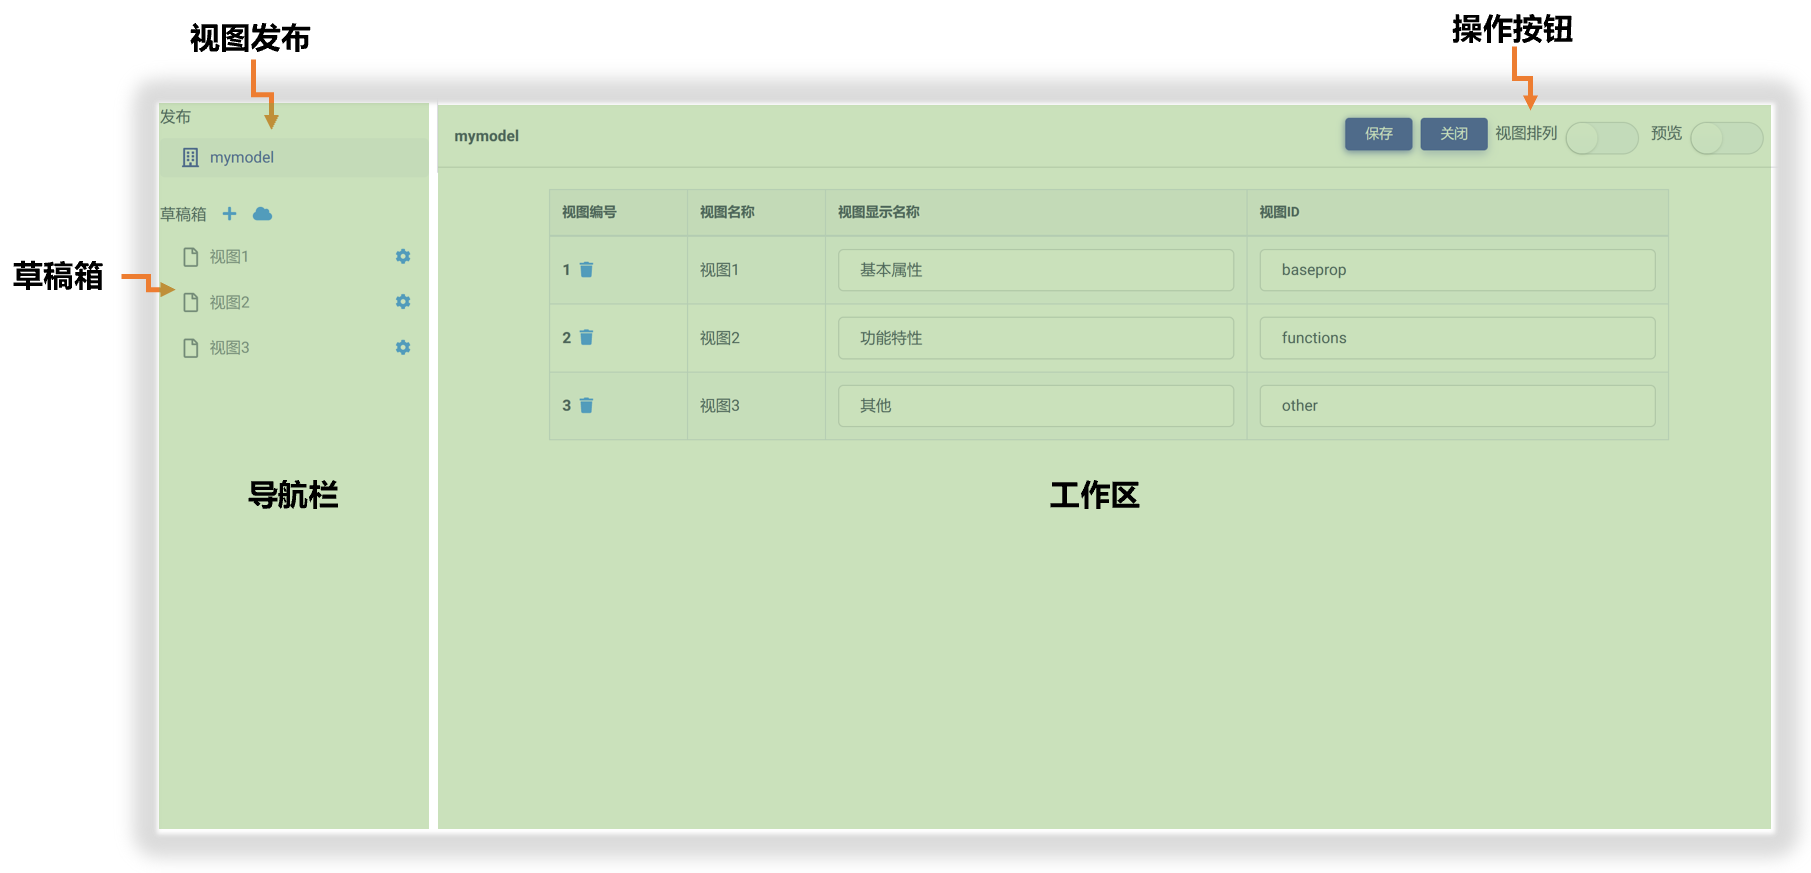 视图发布
操作按钮
发布
mymodel
草稿箱
视图1
视图2
视图3
草稿箱
导航栏
mymodel
保存 关闭 视图排列 预览
视图编号 视图名称 视图显示名称 视图ID
1 视图1 基本属性 baseprop
2 视图2 功能特性 functions
3 视图3 其他 other
工作区